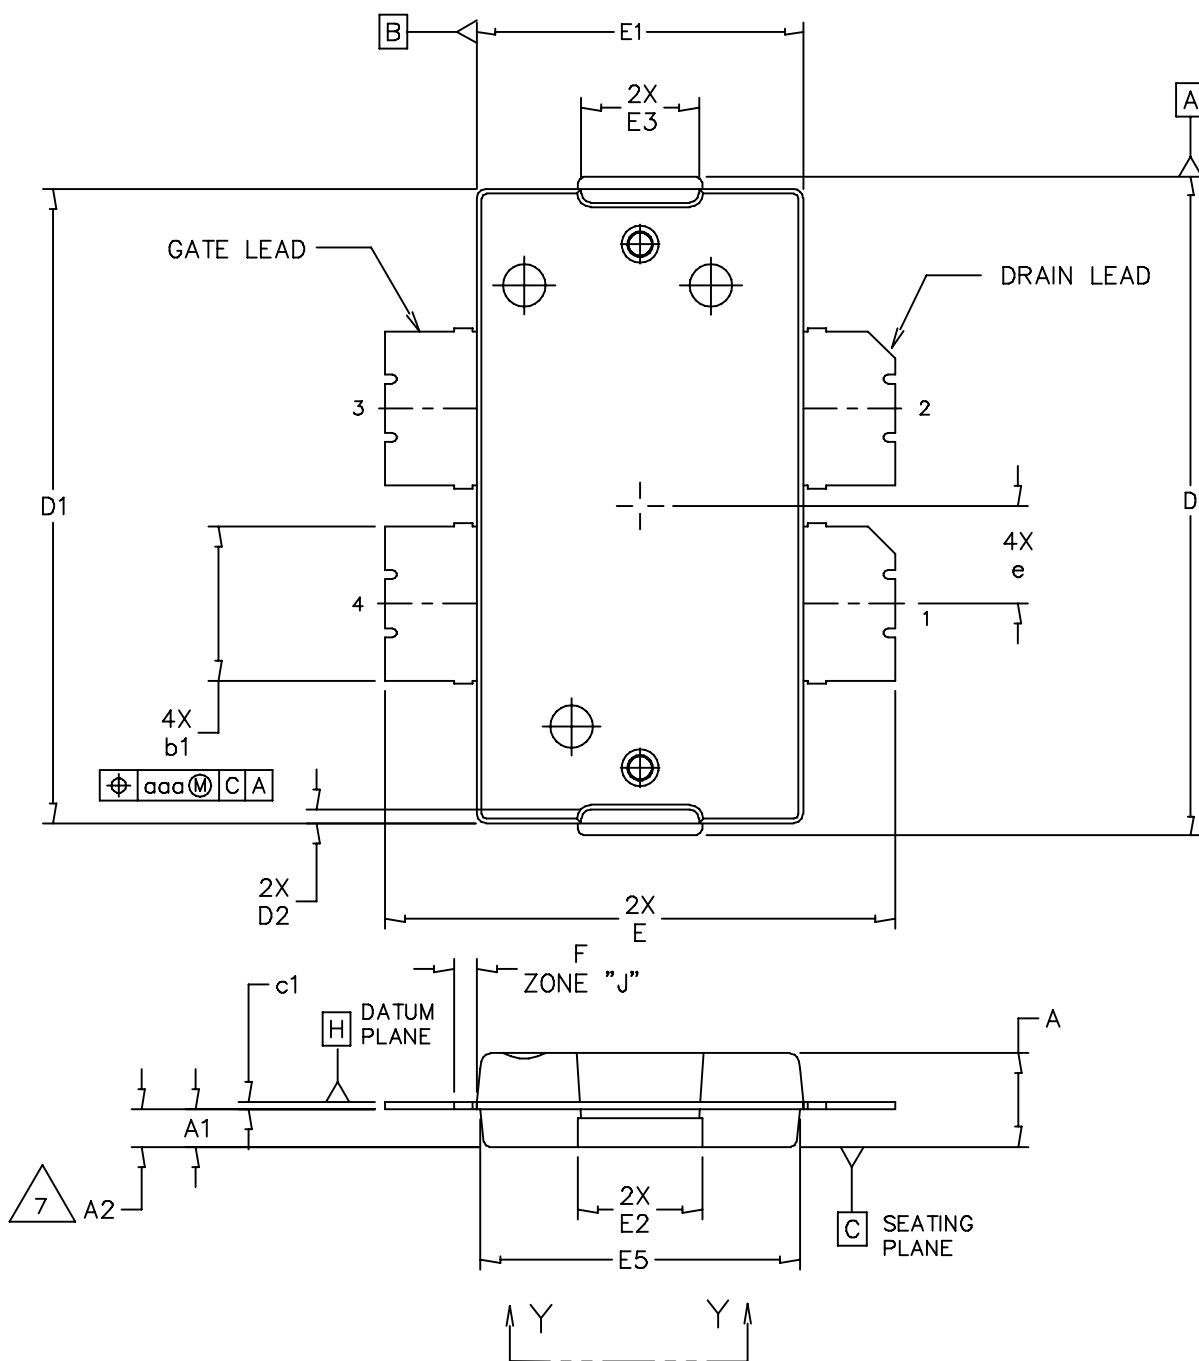 B
E1
2X
E3
A
GATE LEAD
DRAIN LEAD
3
2
D1
D
4X
e
4
1
4X
b1
⌖ aaa Ⓜ C A
2X
D2
2X
E
F
ZONE "J"
c1
H
DATUM
PLANE
A
A1
7
A2
2X
E2
C
SEATING
PLANE
E5
Y
Y